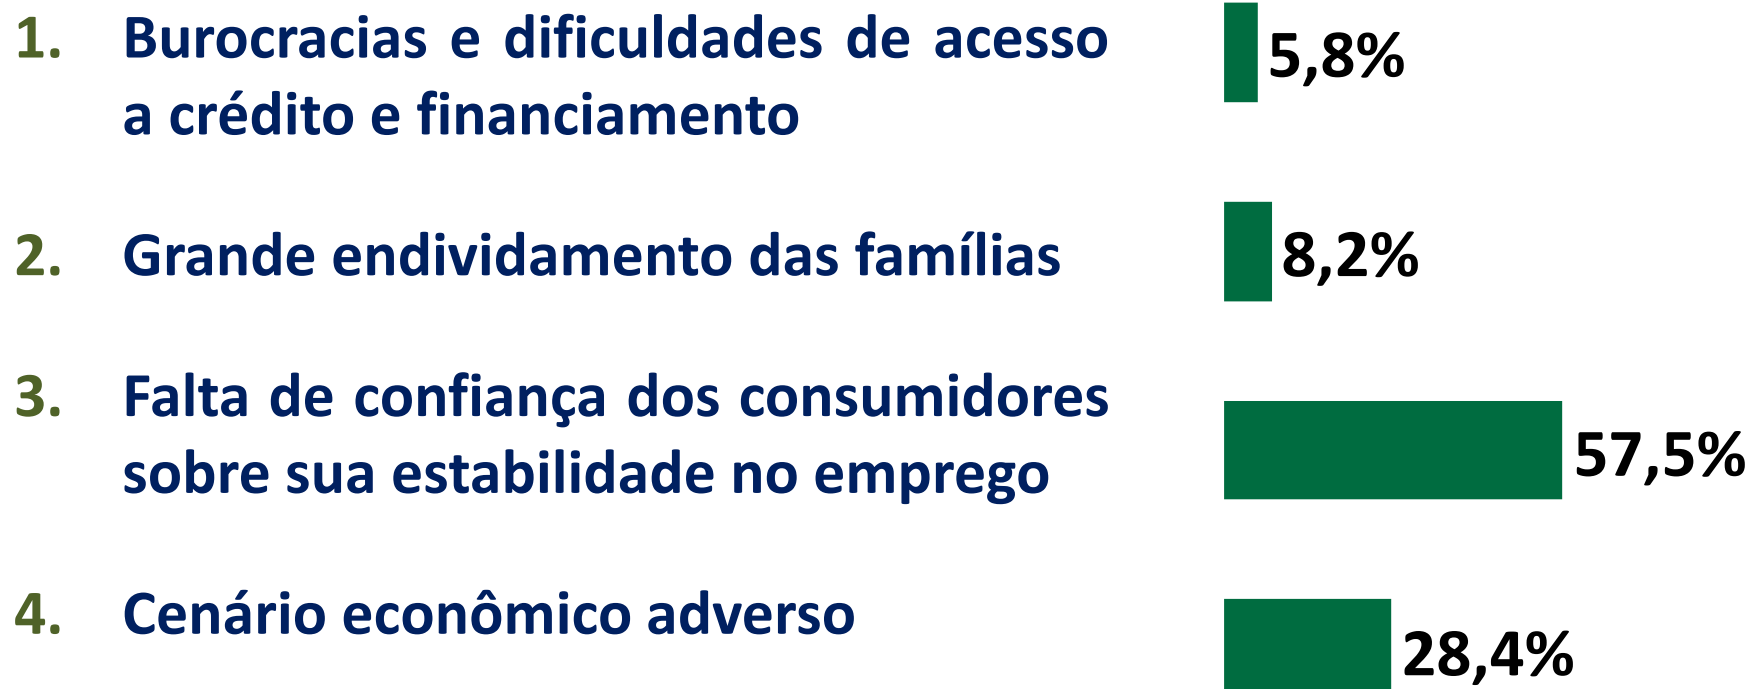 1. Burocracias e dificuldades de acesso
a crédito e financiamento
5,8%
2. Grande endividamento das famílias
8,2%
3. Falta de confiança dos consumidores
sobre sua estabilidade no emprego
57,5%
4. Cenário econômico adverso
28,4%